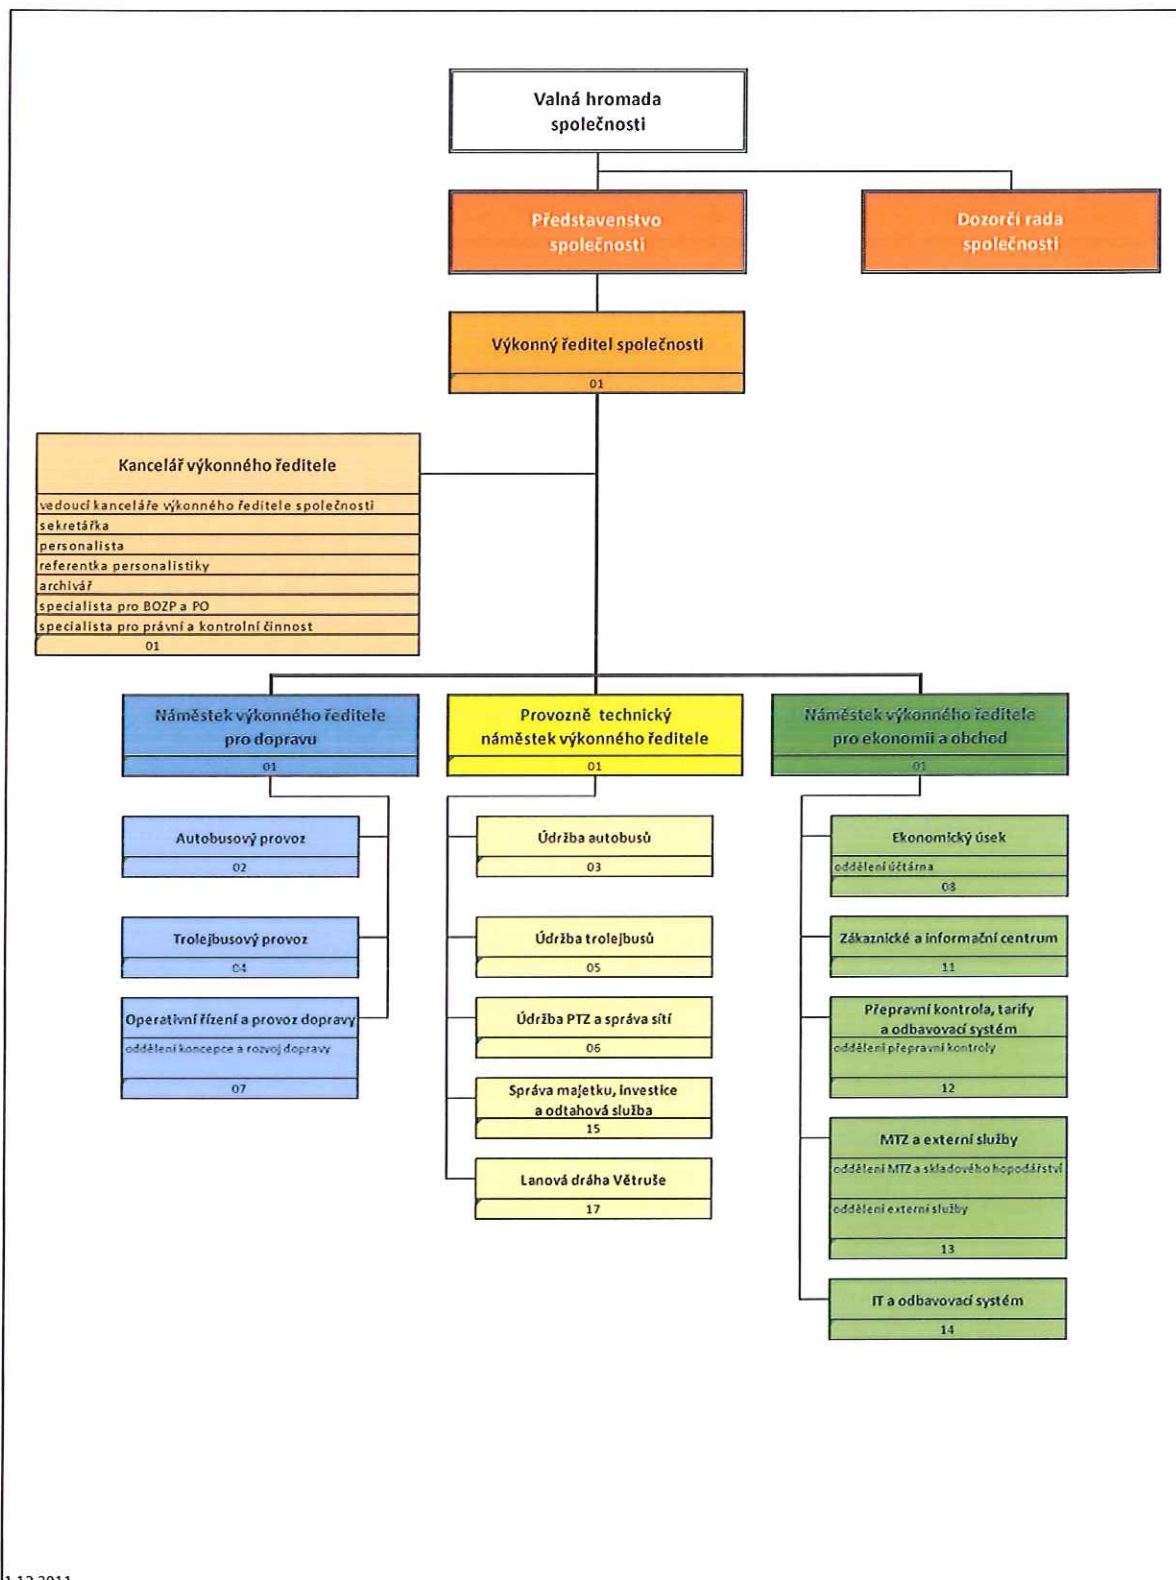 Valná hromada
společnosti
Představenstvo
společnosti
Dozorčí rada
společnosti
Výkonný ředitel společnosti
01
Kancelář výkonného ředitele
vedoucí kanceláře výkonného ředitele společnosti
sekretářka
personalista
referentka personalistiky
archivář
specialista pro BOZP a PO
specialista pro právní a kontrolní činnost
01
Náměstek výkonného ředitele
pro dopravu
01
Autobusový provoz
02
Trolejbusový provoz
04
Operativní řízení a provoz dopravy
oddělení koncepce a rozvoj dopravy
07
Provozně technický
náměstek výkonného ředitele
01
Údržba autobusů
03
Údržba trolejbusů
05
Údržba PTZ a správa sítí
06
Správa majetku, investice
a odtahová služba
15
Lanová dráha Větruše
17
Náměstek výkonného ředitele
pro ekonomii a obchod
01
Ekonomický úsek
oddělení účtárna
08
Zákaznické a informační centrum
11
Přepravní kontrola, tarify
a odbavovací systém
oddělení přepravní kontroly
12
MTZ a externí služby
oddělení MTZ a skladového hopodářství
oddělení externí služby
13
IT a odbavovací systém
14
1.12.2011